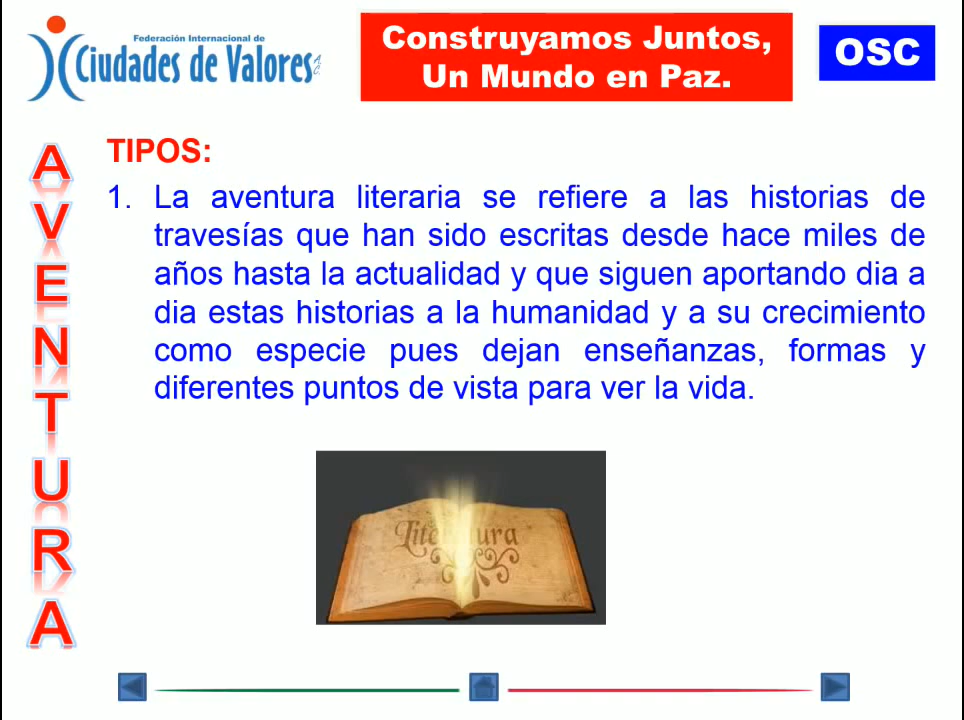 Federación Internacional de
Ciudades de Valores A.C.
Construyamos Juntos,
Un Mundo en Paz.
OSC
AVENTURA
TIPOS:
1. La aventura literaria se refiere a las historias de
travesías que han sido escritas desde hace miles de
años hasta la actualidad y que siguen aportando dia a
dia estas historias a la humanidad y a su crecimiento
como especie pues dejan enseñanzas, formas y
diferentes puntos de vista para ver la vida.
Literatura